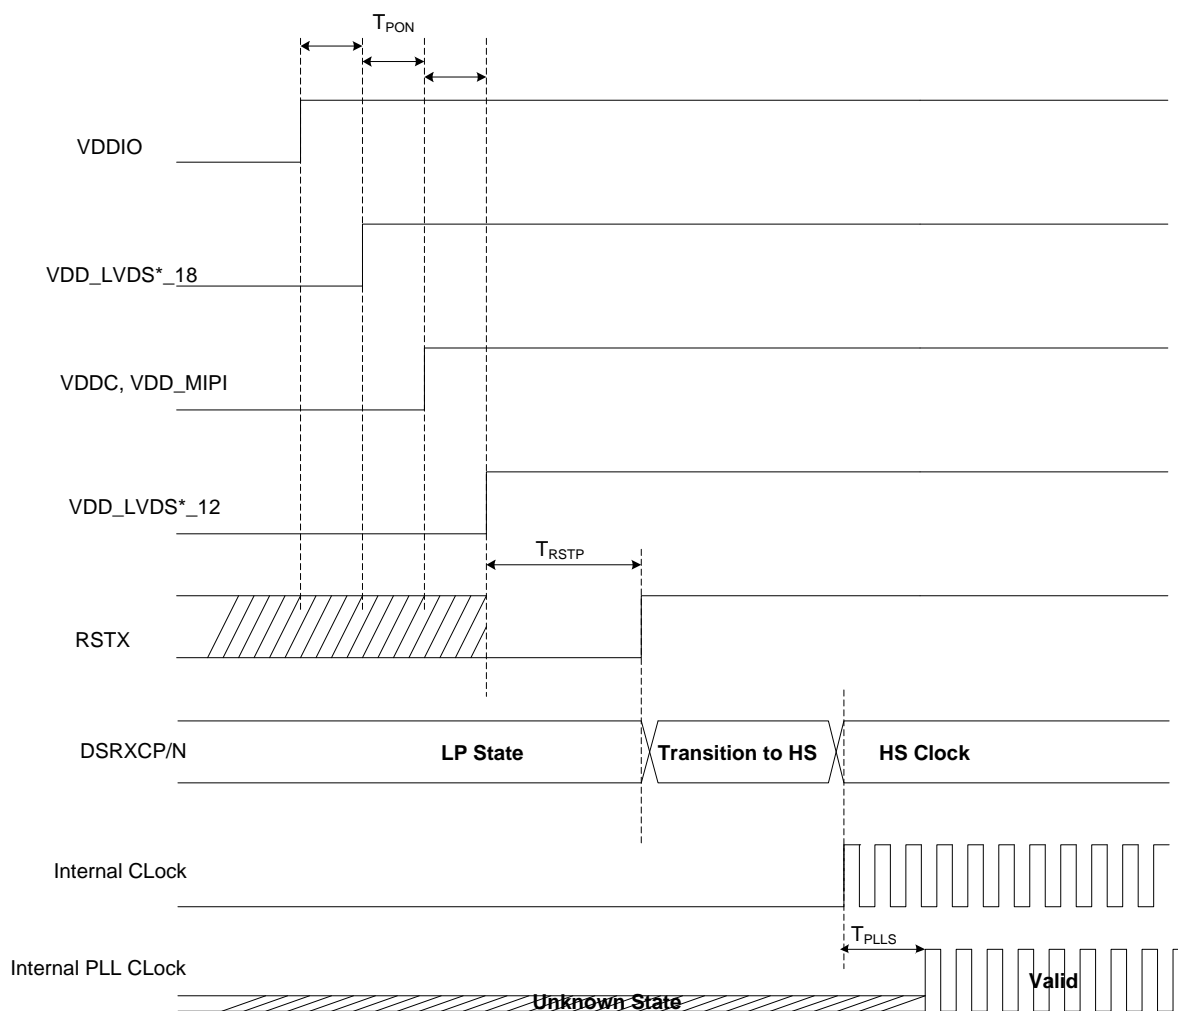 TPON
VDDIO
VDD_LVDS*_18
VDDC, VDD_MIPI
VDD_LVDS*_12
TRSTP
RSTX
DSRXCP/N
LP State
Transition to HS
HS Clock
Internal CLock
TPLLS
Internal PLL CLock
Valid
Unknown State